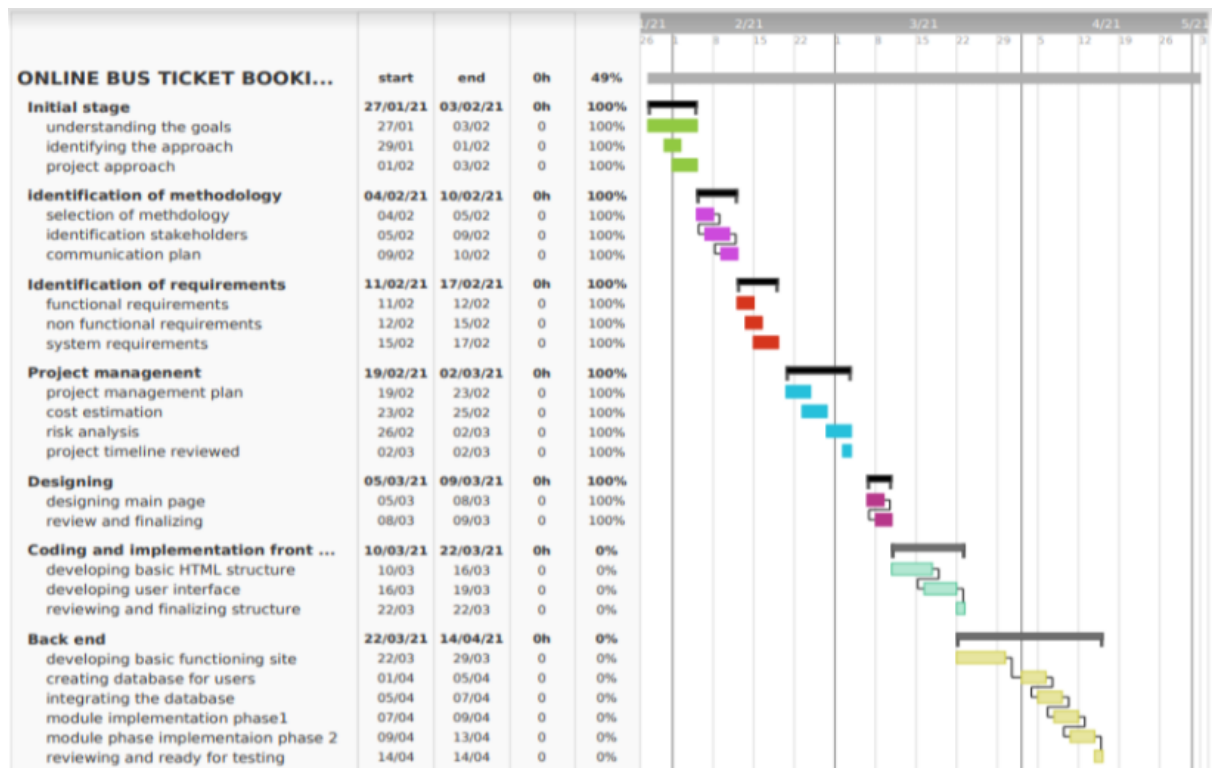 1/21 2/21 3/21 4/21 5/21
26 1 8 15 22 1 8 15 22 29 5 12 19 26 3
ONLINE BUS TICKET BOOKI... start end 0h 49%
Initial stage 27/01/21 03/02/21 0h 100%
understanding the goals 27/01 03/02 0 100%
identifying the approach 29/01 01/02 0 100%
project approach 01/02 03/02 0 100%
identification of methodology 04/02/21 10/02/21 0h 100%
selection of methdology 04/02 05/02 0 100%
identification stakeholders 05/02 09/02 0 100%
communication plan 09/02 10/02 0 100%
Identification of requirements 11/02/21 17/02/21 0h 100%
functional requirements 11/02 12/02 0 100%
non functional requirements 12/02 15/02 0 100%
system requirements 15/02 17/02 0 100%
Project managenent 19/02/21 02/03/21 0h 100%
project management plan 19/02 23/02 0 100%
cost estimation 23/02 25/02 0 100%
risk analysis 26/02 02/03 0 100%
project timeline reviewed 02/03 02/03 0 100%
Designing 05/03/21 09/03/21 0h 100%
designing main page 05/03 08/03 0 100%
review and finalizing 08/03 09/03 0 100%
Coding and implementation front ... 10/03/21 22/03/21 0h 0%
developing basic HTML structure 10/03 16/03 0 0%
developing user interface 16/03 19/03 0 0%
reviewing and finalizing structure 22/03 22/03 0 0%
Back end 22/03/21 14/04/21 0h 0%
developing basic functioning site 22/03 29/03 0 0%
creating database for users 01/04 05/04 0 0%
integrating the database 05/04 07/04 0 0%
module implementation phase1 07/04 09/04 0 0%
module phase implementaion phase 2 09/04 13/04 0 0%
reviewing and ready for testing 14/04 14/04 0 0%